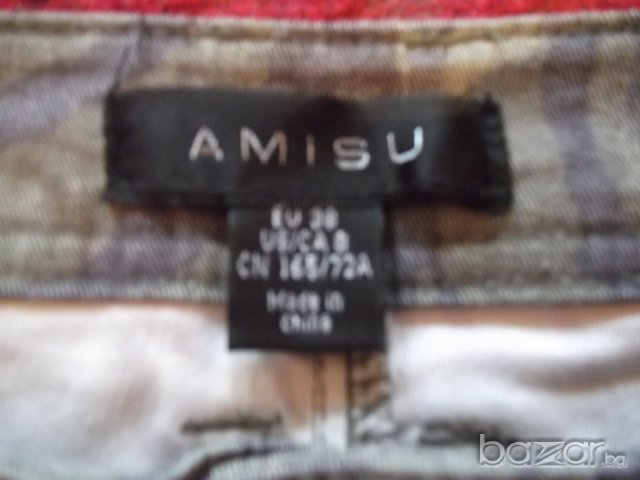 AMISU
EU 38
US/CA 8
CN 165/72A
Made in
China
bazar.bg